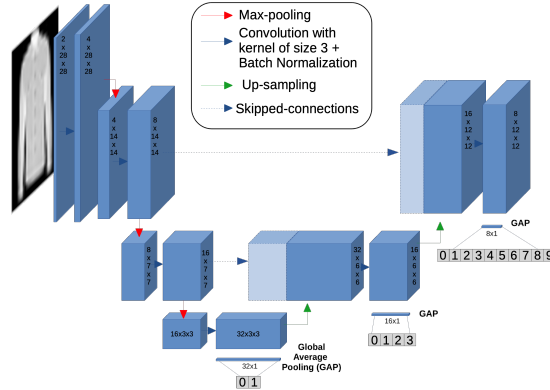 Max-pooling
Convolution with
kernel of size 3 +
Batch Normalization
Up-sampling
Skipped-connections
2 x 28 x 28
4 x 28 x 28
4 x 14 x 14
8 x 14 x 14
16 x 12 x 12
8 x 12 x 12
GAP
8x1
0 1 2 3 4 5 6 7 8 9
8 x 7 x 7
16 x 7 x 7
32 x 6 x 6
16 x 6 x 6
GAP
16x1
0 1 2 3
16x3x3
32x3x3
Global
Average
Pooling (GAP)
32x1
0 1